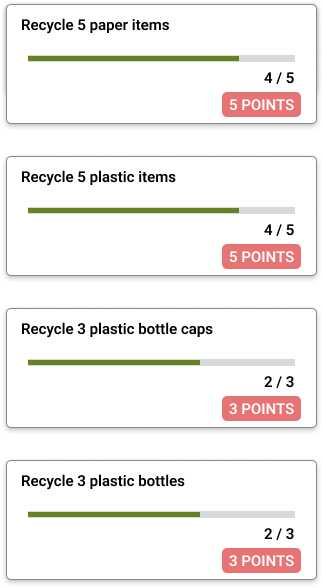 Recycle 5 paper items
4 / 5
5 POINTS
Recycle 5 plastic items
4 / 5
5 POINTS
Recycle 3 plastic bottle caps
2 / 3
3 POINTS
Recycle 3 plastic bottles
2 / 3
3 POINTS